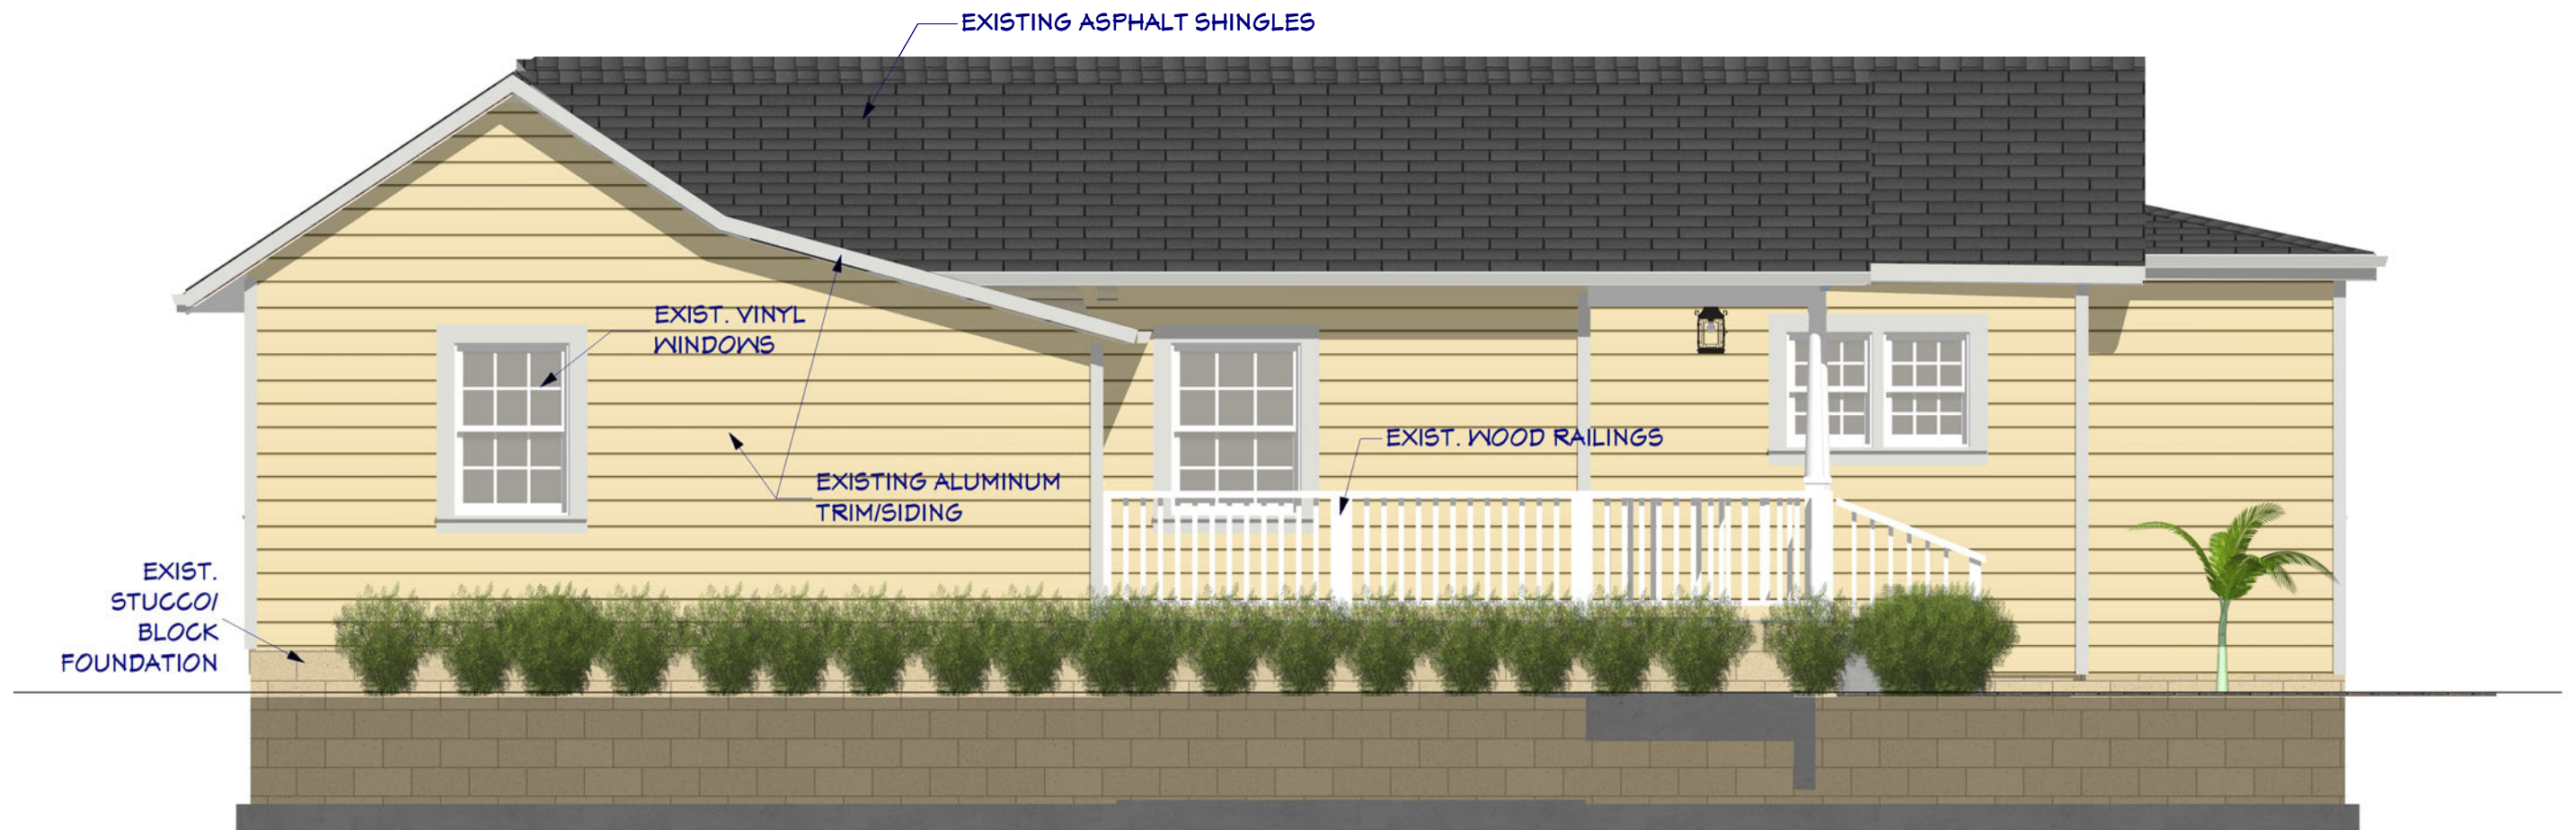 EXISTING ASPHALT SHINGLES
EXIST. VINYL
WINDOWS
EXIST. WOOD RAILINGS
EXISTING ALUMINUM
TRIM/SIDING
EXIST.
STUCCO/
BLOCK
FOUNDATION